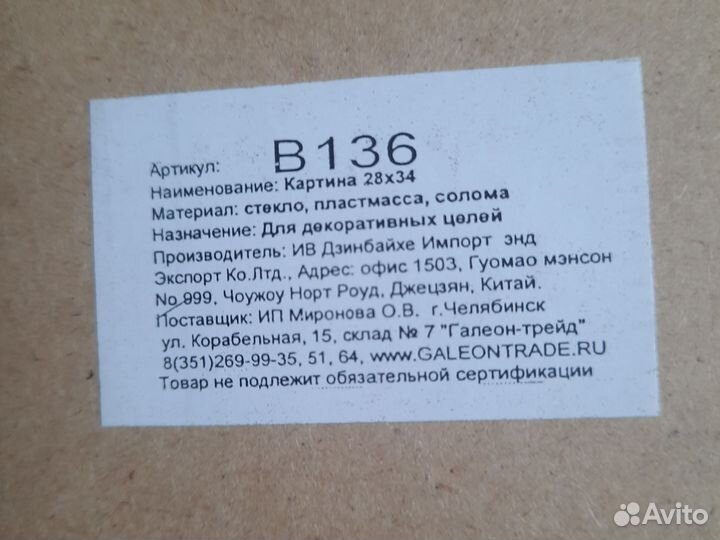 Артикул: B136
Наименование: Картина 28x34
Материал: стекло, пластмасса, солома
Назначение: Для декоративных целей
Производитель: ИВ Дзинбайхе Импорт энд
Экспорт Ко.Лтд., Адрес: офис 1503, Гуомао мэнсон
No 999, Чоужоу Норт Роуд, Джецзян, Китай.
Поставщик: ИП Миронова О.В. г.Челябинск
ул. Корабельная, 15, склад № 7 "Галеон-трейд"
8(351)269-99-35, 51, 64, www.GALEONTRADE.RU
Товар не подлежит обязательной сертификации
Avito